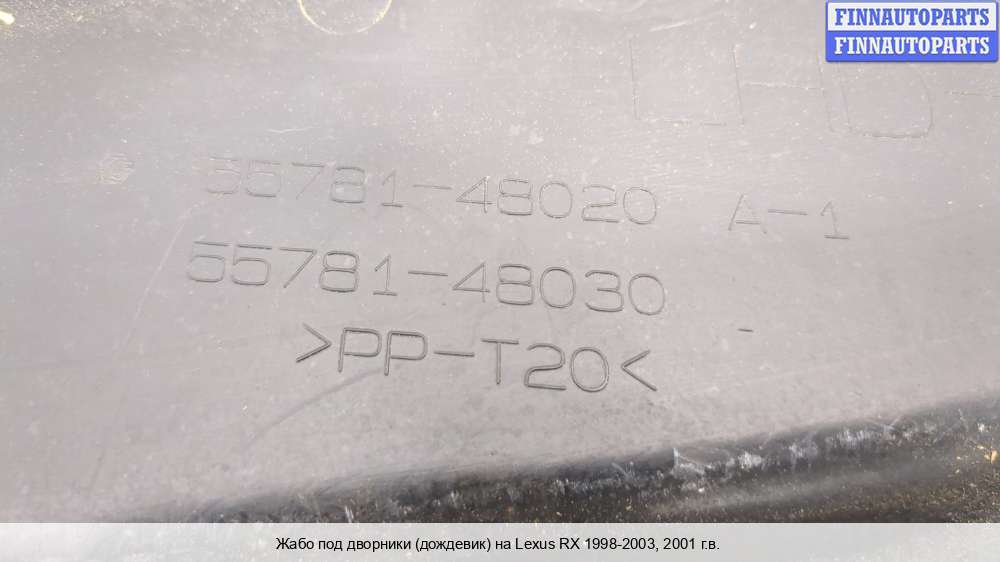 FINNAUTOPARTS
FINNAUTOPARTS
55781-48020 A-1
55781-48030
>PP-T20<
Жабо под дворники (дождевик) на Lexus RX 1998-2003, 2001 г.в.